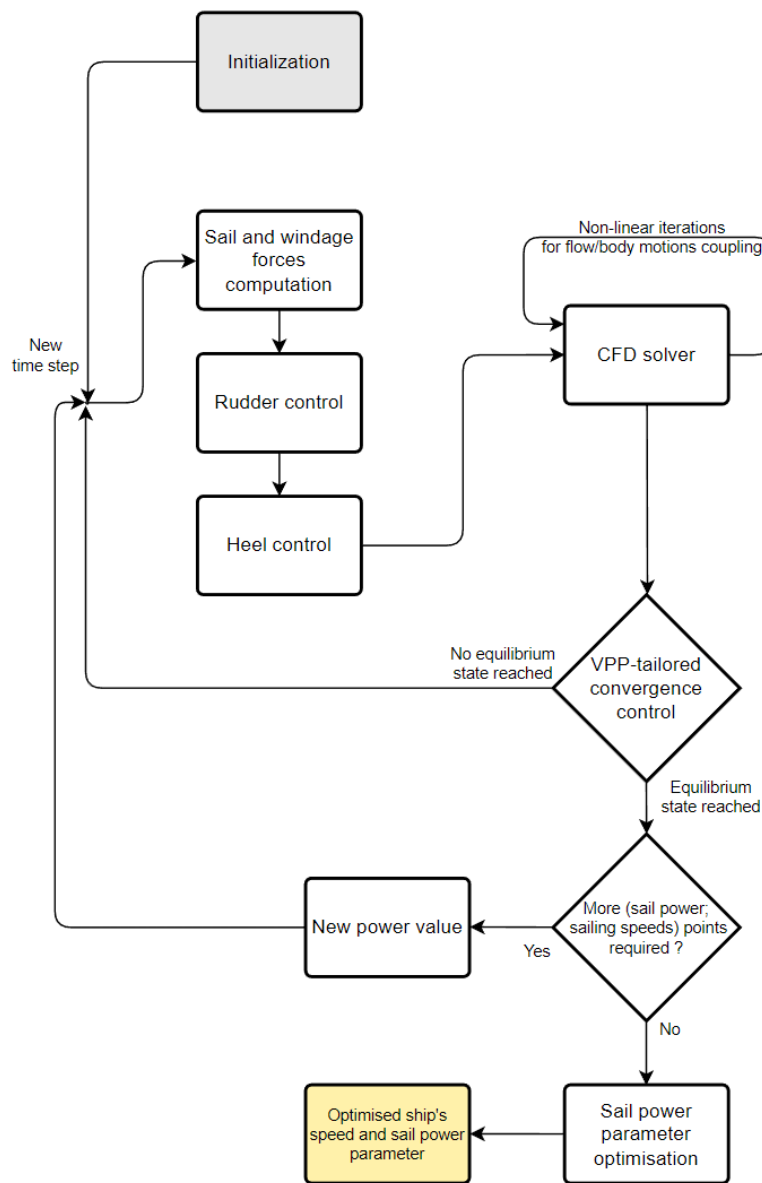 Initialization
Sail and windage
forces
computation
Non-linear iterations
for flow/body motions coupling
New
time step
CFD solver
Rudder control
Heel control
No equilibrium
state reached
VPP-tailored
convergence
control
Equilibrium
state reached
More (sail power;
sailing speeds) points
required ?
New power value
Yes
No
Optimised ship's
speed and sail power
parameter
Sail power
parameter
optimisation